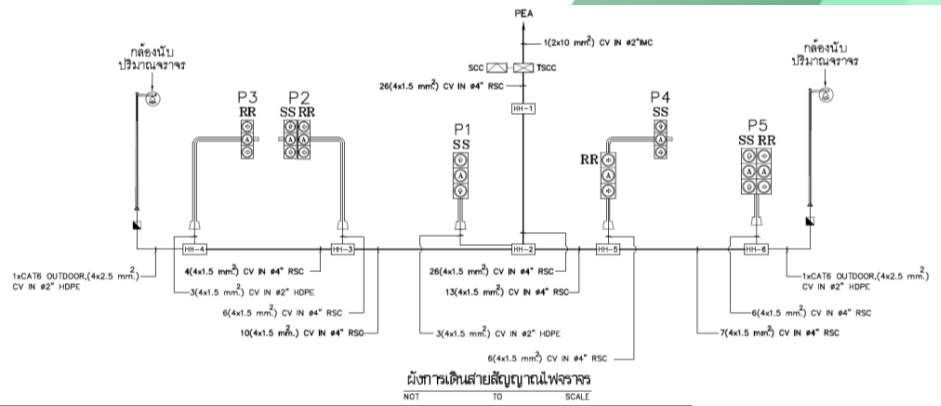 PEA
1(2x10 mm²) CV IN ø2"IMC
SCC
TSCC
26(4x1.5 mm²) CV IN ø4" RSC
HH-1
กล้องนับ
ปริมาณจราจร
กล้องนับ
ปริมาณจราจร
P3
RR
P2
SS RR
P1
SS
P4
SS
RR
P5
SS RR
HH-4
HH-3
HH-2
HH-5
HH-6
1xCAT6 OUTDOOR,(4x2.5 mm²)
CV IN ø2" HDPE
4(4x1.5 mm²) CV IN ø4" RSC
3(4x1.5 mm²) CV IN ø2" HDPE
6(4x1.5 mm²) CV IN ø4" RSC
10(4x1.5 mm²) CV IN ø4" RSC
26(4x1.5 mm²) CV IN ø4" RSC
13(4x1.5 mm²) CV IN ø4" RSC
3(4x1.5 mm²) CV IN ø2" HDPE
6(4x1.5 mm²) CV IN ø4" RSC
1xCAT6 OUTDOOR,(4x2.5 mm²)
CV IN ø2" HDPE
6(4x1.5 mm²) CV IN ø4" RSC
7(4x1.5 mm²) CV IN ø4" RSC
ผังการเดินสายสัญญาณไฟจราจร
NOT TO SCALE